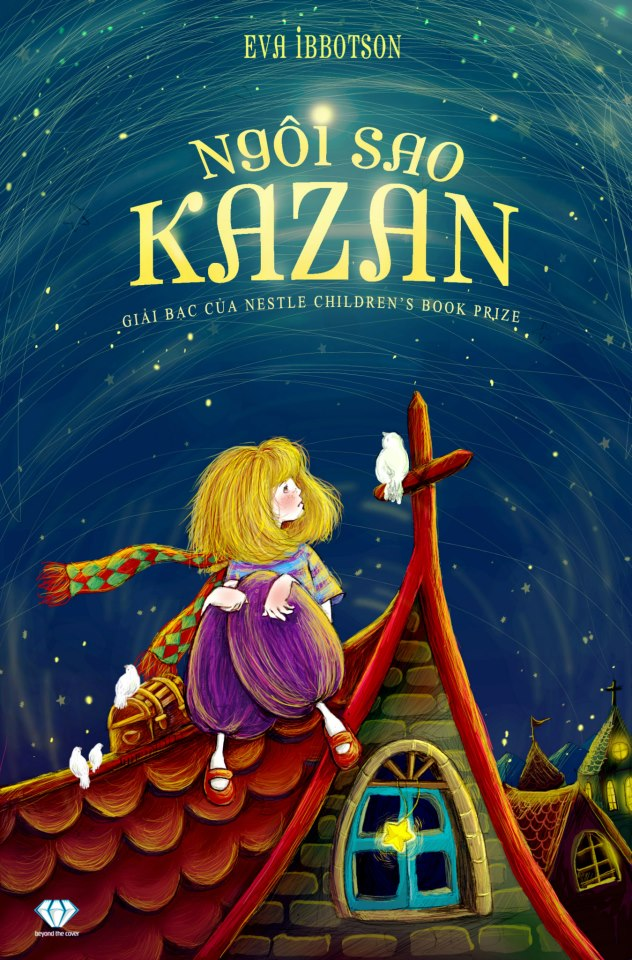 EVA IBBOTSON
NGÔI SAO
KAZAN
GIẢI BẠC CỦA NESTLE CHILDREN'S BOOK PRIZE
beyond the cover